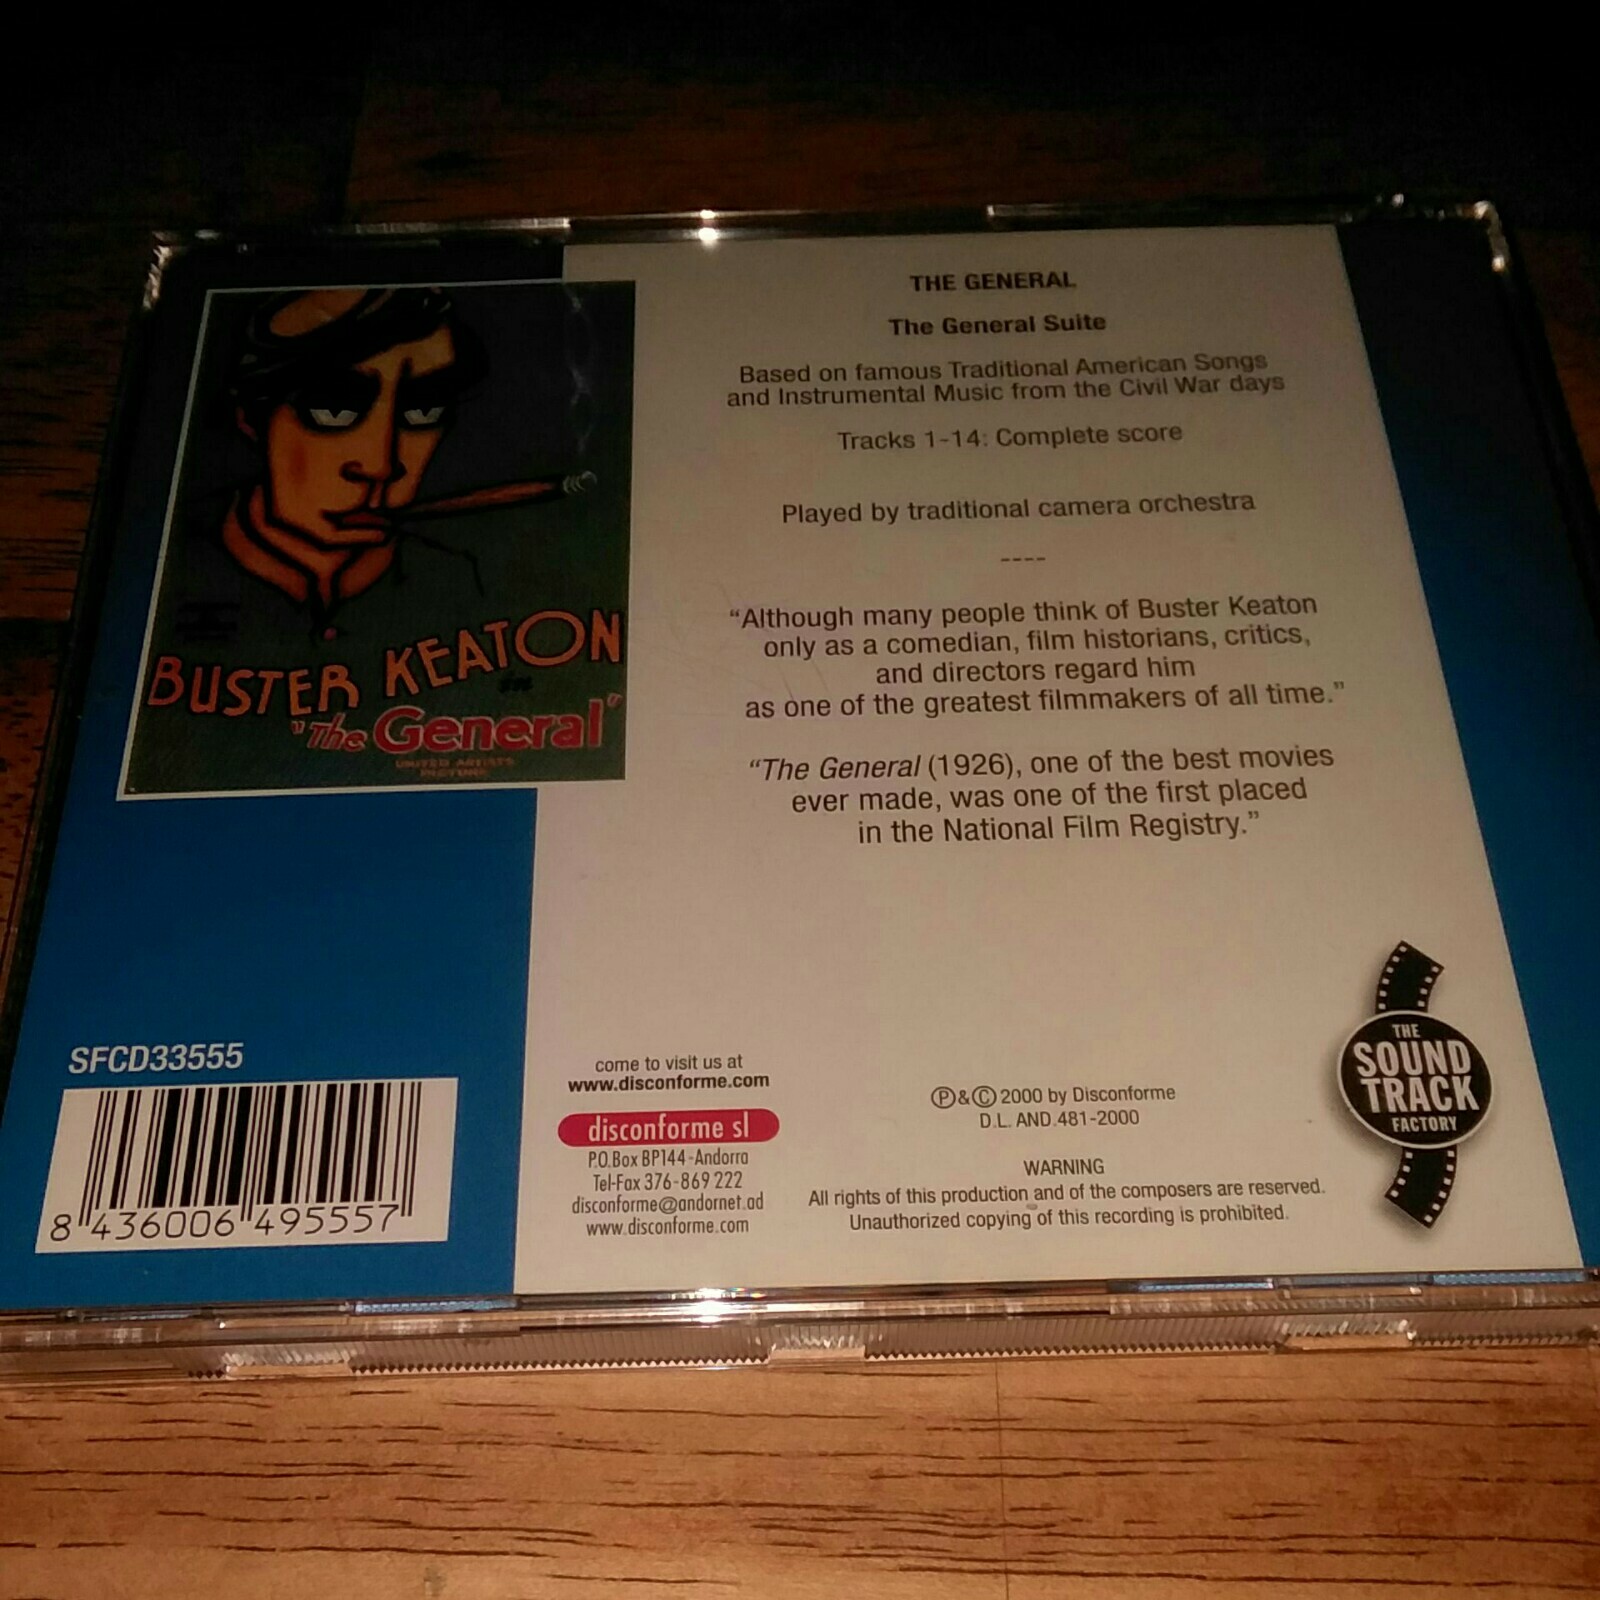 BUSTER KEATON
in
"The General"
UNITED ARTISTS
PICTURE
THE GENERAL
The General Suite
Based on famous Traditional American Songs
and Instrumental Music from the Civil War days
Tracks 1-14: Complete score
Played by traditional camera orchestra
----
“Although many people think of Buster Keaton
only as a comedian, film historians, critics,
and directors regard him
as one of the greatest filmmakers of all time.”
“The General (1926), one of the best movies
ever made, was one of the first placed
in the National Film Registry.”
SFCD33555
8 436006 495557
come to visit us at
www.disconforme.com
disconforme sl
P.O.Box BP144-Andorra
Tel-Fax 376-869 222
disconforme@andornet.ad
www.disconforme.com
Ⓟ&© 2000 by Disconforme
D.L. AND.481-2000
WARNING
All rights of this production and of the composers are reserved.
Unauthorized copying of this recording is prohibited.
THE
SOUND
TRACK
FACTORY